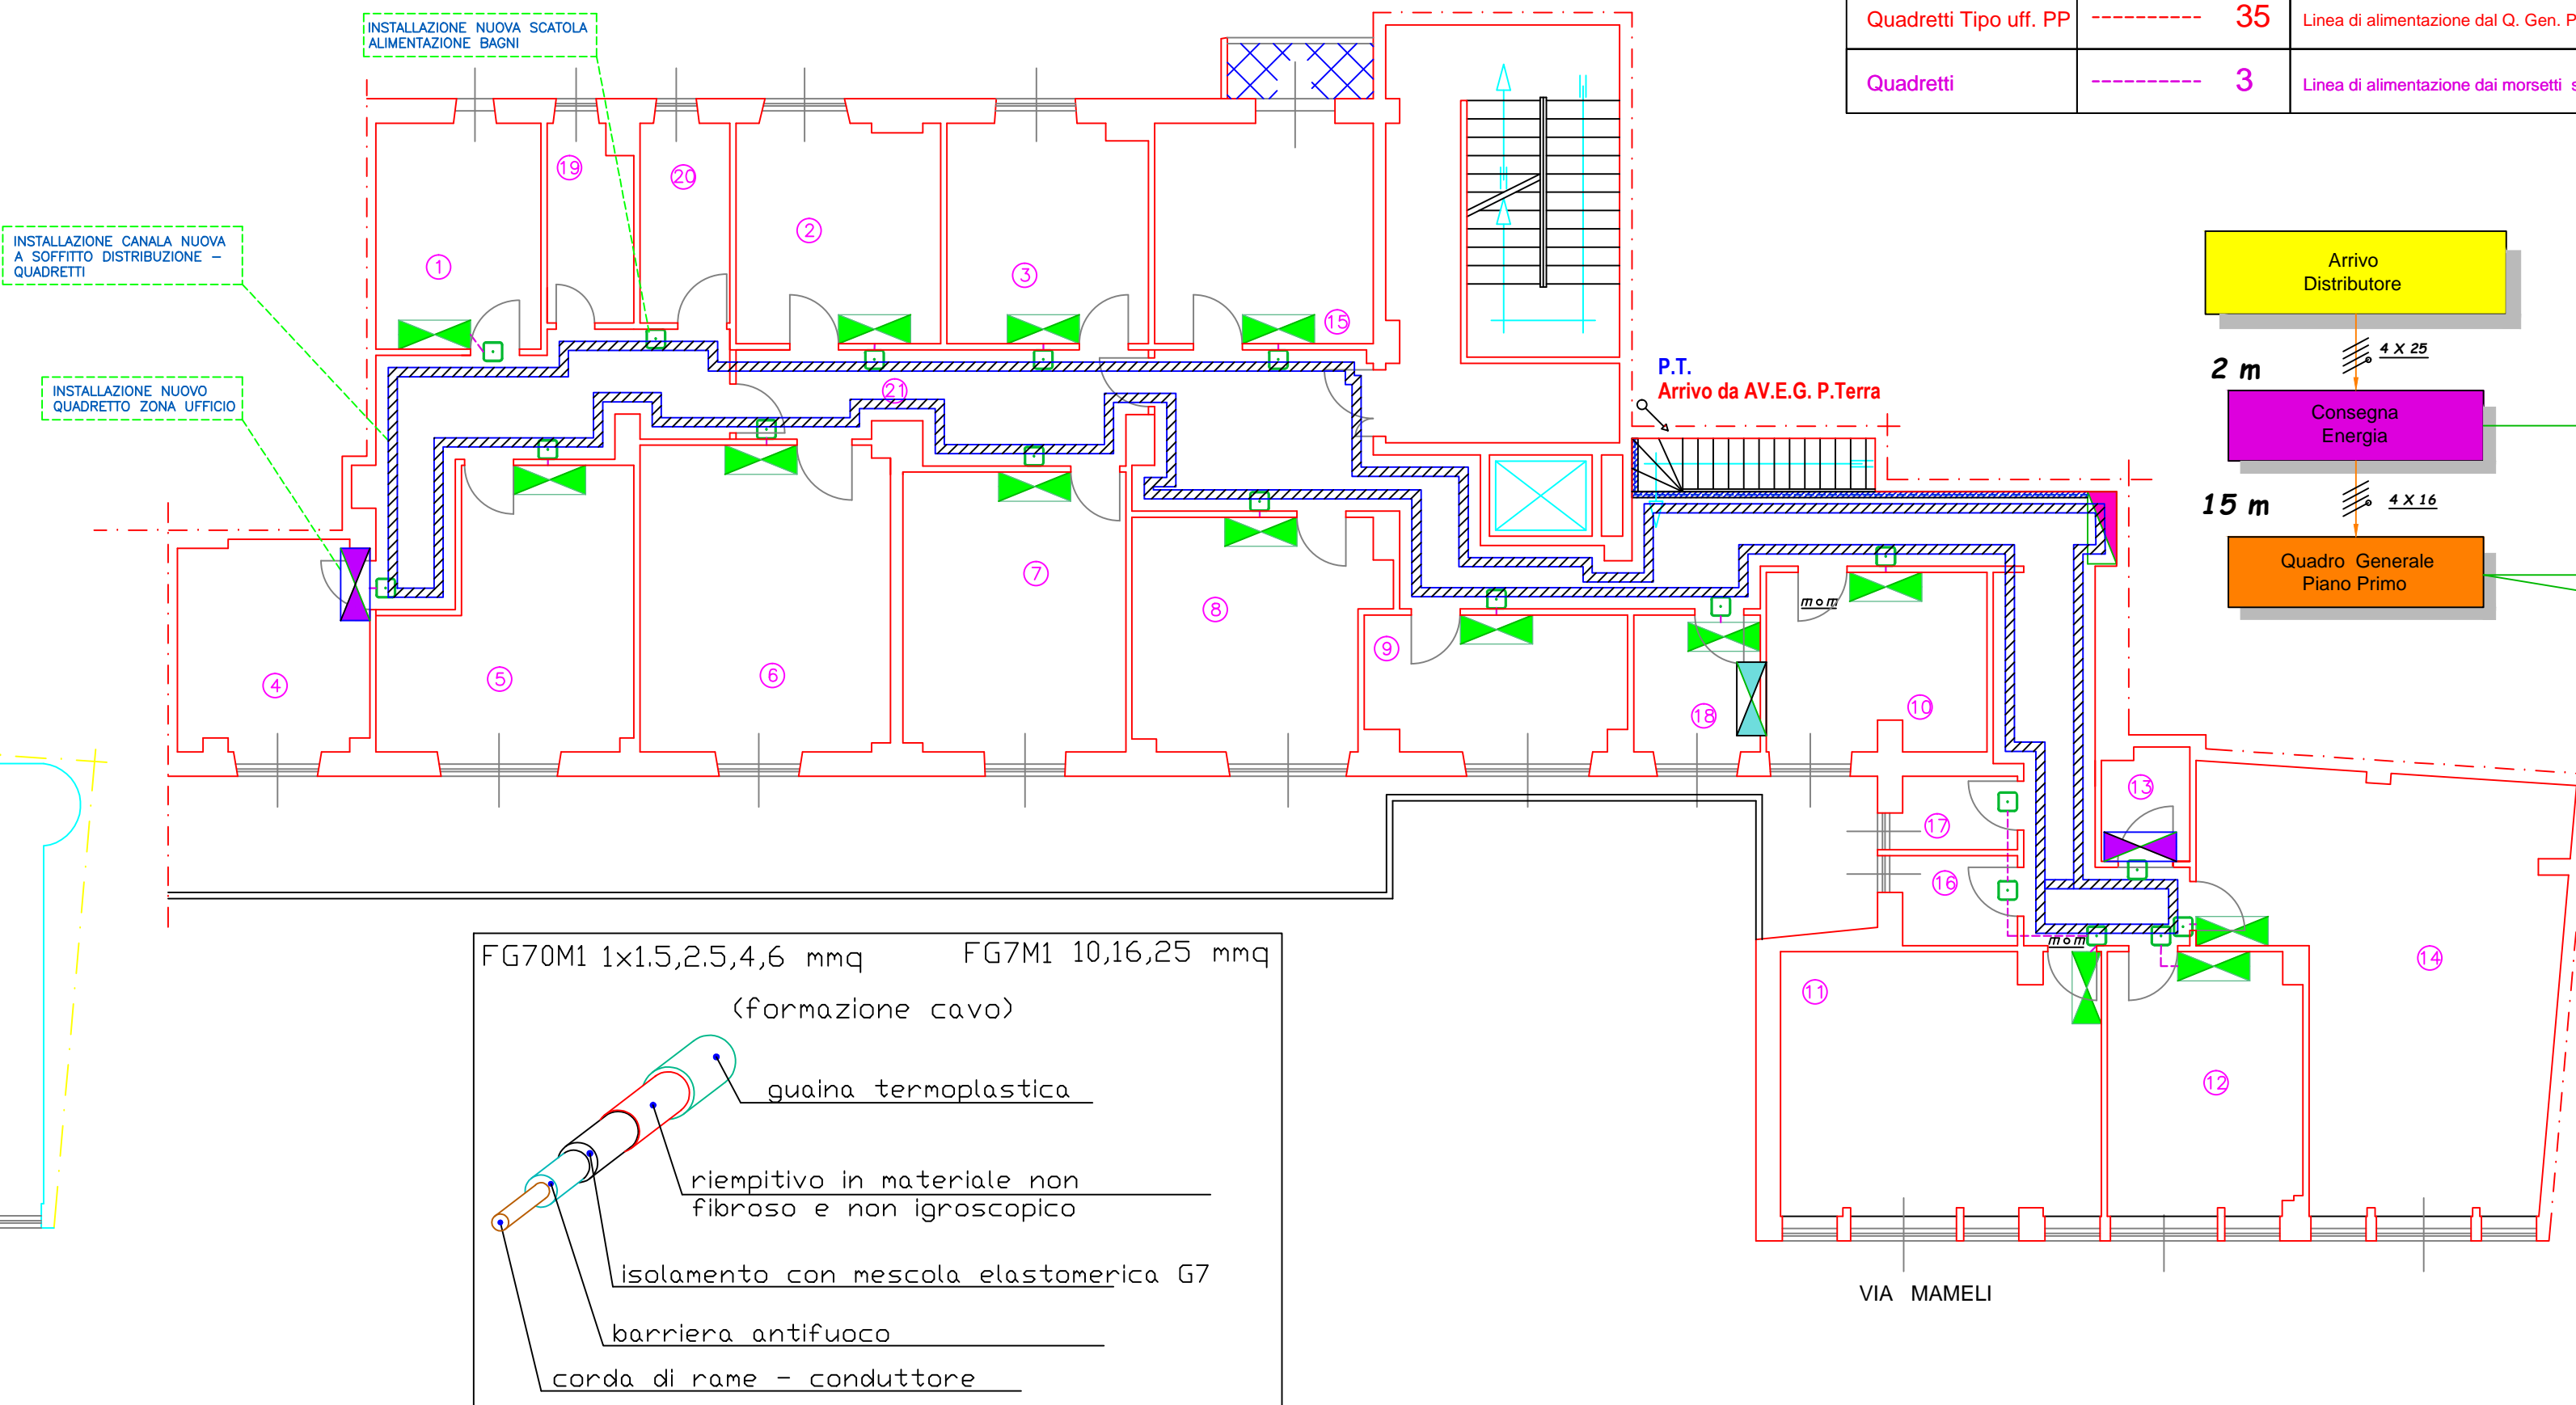 INSTALLAZIONE NUOVA SCATOLA
ALIMENTAZIONE BAGNI
Quadretti Tipo uff. PP
35
Linea di alimentazione dal Q. Gen. P
Quadretti
3
Linea di alimentazione dai morsetti s
INSTALLAZIONE CANALA NUOVA
A SOFFITTO DISTRIBUZIONE –
QUADRETTI
INSTALLAZIONE NUOVO
QUADRETTO ZONA UFFICIO
19
20
1
2
3
15
21
P.T.
Arrivo da AV.E.G. P.Terra
Arrivo
Distributore
4 X 25
2 m
Consegna
Energia
15 m
4 X 16
Quadro Generale
Piano Primo
4
5
6
7
8
9
18
mom
10
17
16
13
mom
11
12
14
FG70M1 1x1.5,2.5,4,6 mmq
FG7M1 10,16,25 mmq
(formazione cavo)
guaina termoplastica
riempitivo in materiale non
fibroso e non igroscopico
isolamento con mescola elastomerica G7
barriera antifuoco
corda di rame - conduttore
VIA MAMELI